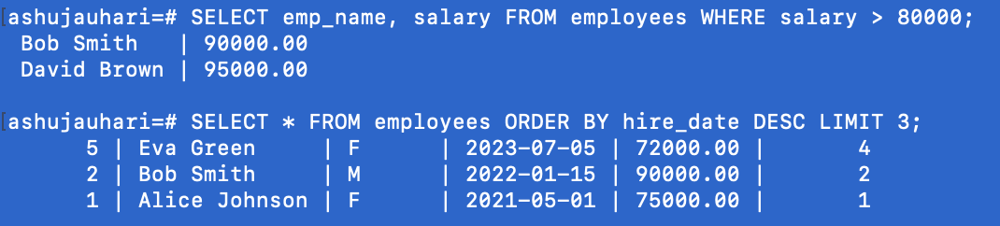 [ashujauhari=# SELECT emp_name, salary FROM employees WHERE salary > 80000;
 Bob Smith   | 90000.00
 David Brown | 95000.00

[ashujauhari=# SELECT * FROM employees ORDER BY hire_date DESC LIMIT 3;
      5 | Eva Green     | F      | 2023-07-05 | 72000.00 |       4
      2 | Bob Smith     | M      | 2022-01-15 | 90000.00 |       2
      1 | Alice Johnson | F      | 2021-05-01 | 75000.00 |       1